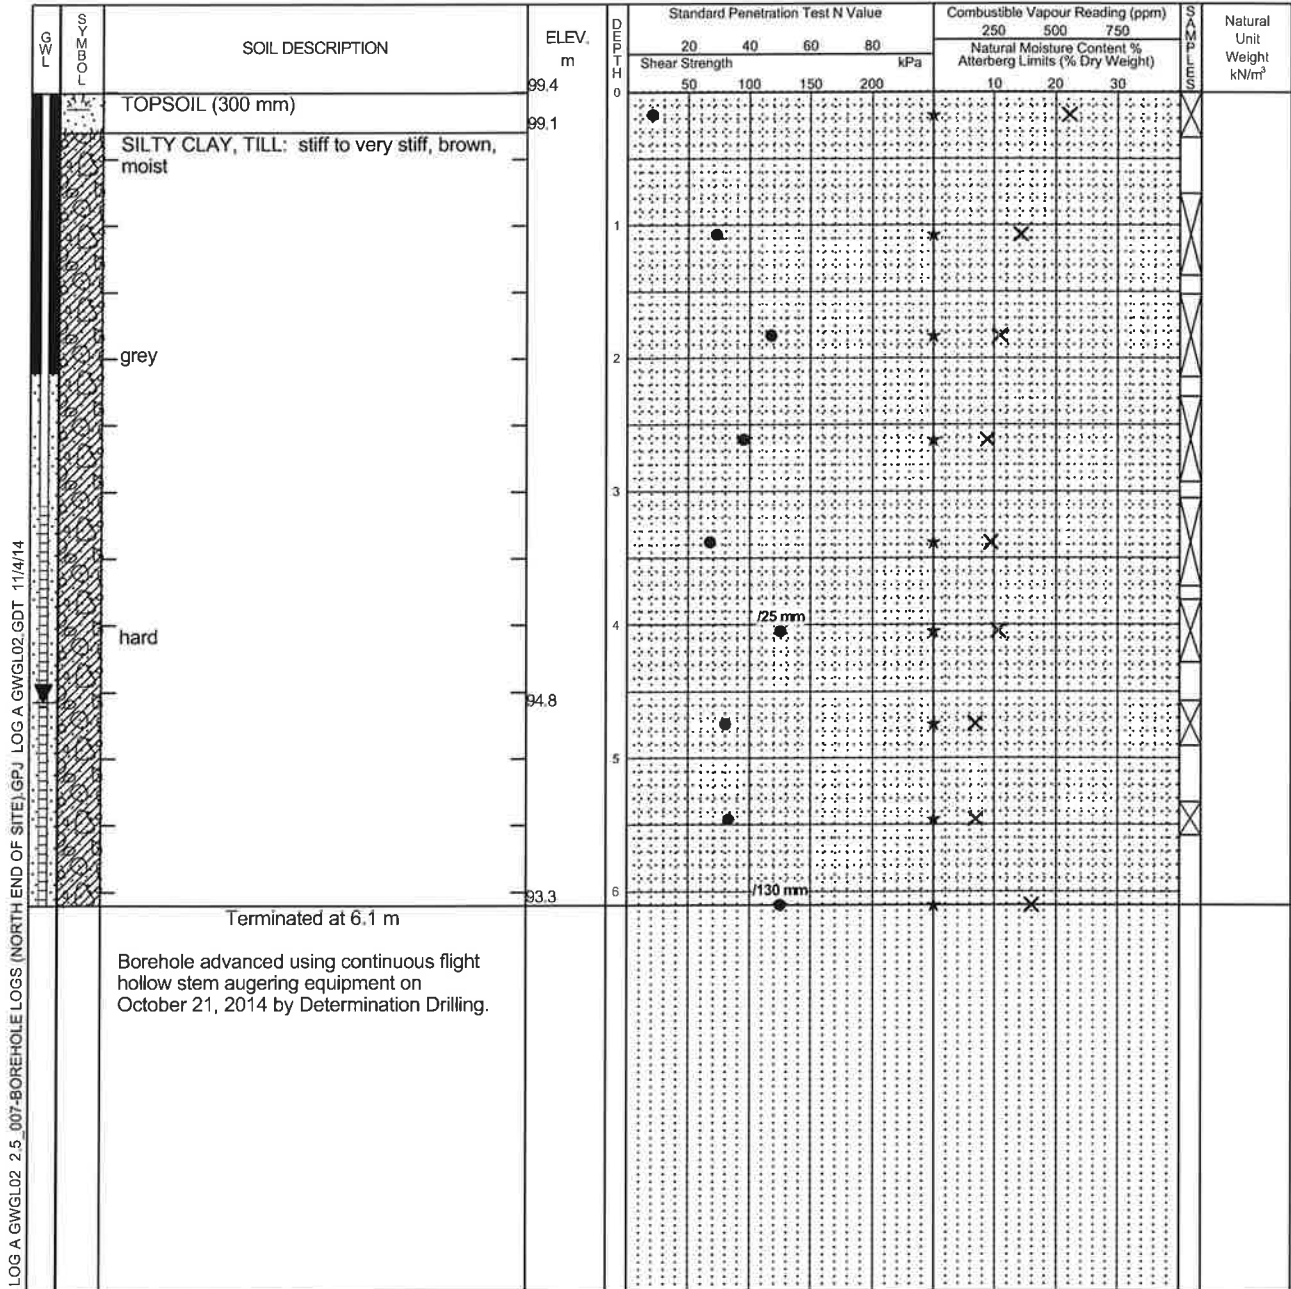 GWL
SYMBOL
SOIL DESCRIPTION
ELEV.
m
DEPTH
Standard Penetration Test N Value
20 40 60 80
Shear Strength kPa
50 100 150 200
Combustible Vapour Reading (ppm)
250 500 750
Natural Moisture Content %
Atterberg Limits (% Dry Weight)
10 20 30
SAMPLES
Natural
Unit
Weight
kN/m³
99.4
0
TOPSOIL (300 mm)
99.1
SILTY CLAY, TILL: stiff to very stiff, brown,
moist
1
grey
2
3
/25 mm
hard
4
94.8
5
/130 mm
93.3
6
Terminated at 6.1 m
Borehole advanced using continuous flight
hollow stem augering equipment on
October 21, 2014 by Determination Drilling.
LOG A GWGL02 2.5_007-BOREHOLE LOGS (NORTH END OF SITE).GPJ LOG A GWGL02.GDT 11/4/14